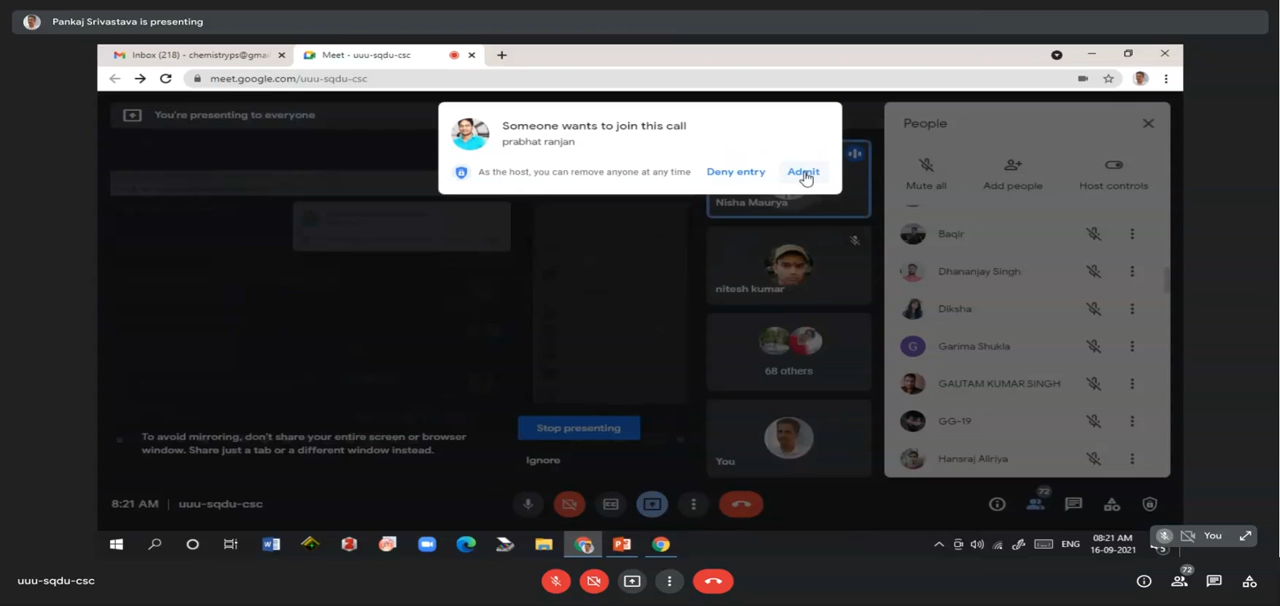 Pankaj Srivastava is presenting
Inbox (218) - chemistryps@gmai
Meet - uuu-sqdu-csc
meet.google.com/uuu-sqdu-csc
You're presenting to everyone
Someone wants to join this call
prabhat ranjan
As the host, you can remove anyone at any time
Deny entry
Admit
People
Mute all
Add people
Host controls
Nisha Maurya
nitesh kumar
68 others
You
Baqir
Dhananjay Singh
Diksha
G
Garima Shukla
GAUTAM KUMAR SINGH
GG-19
Hansraj Allriya
To avoid mirroring, don't share your entire screen or browser
window. Share just a tab or a different window instead.
Stop presenting
Ignore
8:21 AM | uuu-sqdu-csc
72
ENG
08:21 AM
16-09-2021
You
uuu-sqdu-csc
72